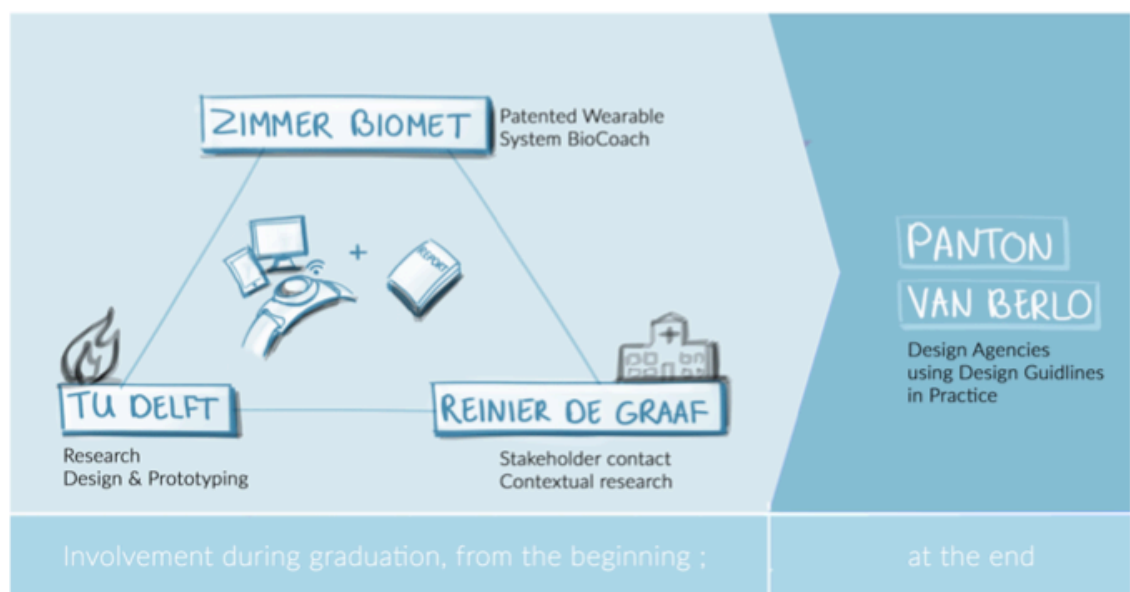 ZIMMER BIOMET
Patented Wearable
System BioCoach
REPORT
TU DELFT
Research
Design & Prototyping
REINIER DE GRAAF
Stakeholder contact
Contextual research
PANTON
VAN BERLO
Design Agencies
using Design Guidlines
in Practice
Involvement during graduation, from the beginning ;
at the end